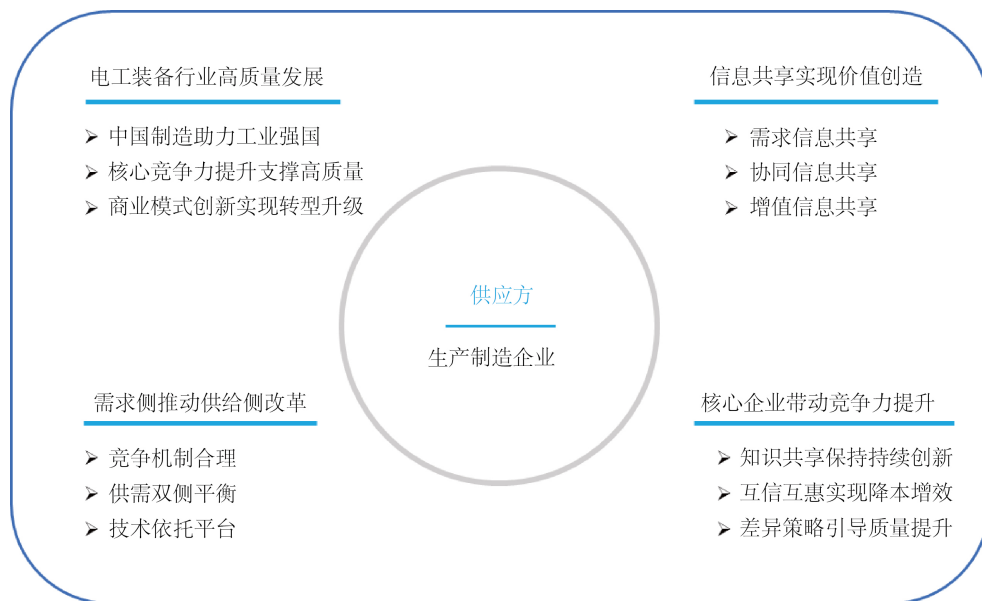 电工装备行业高质量发展
中国制造助力工业强国
核心竞争力提升支撑高质量
商业模式创新实现转型升级
信息共享实现价值创造
需求信息共享
协同信息共享
增值信息共享
供应方
生产制造企业
需求侧推动供给侧改革
竞争机制合理
供需双侧平衡
技术依托平台
核心企业带动竞争力提升
知识共享保持持续创新
互信互惠实现降本增效
差异策略引导质量提升